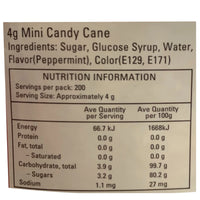 4g Mini Candy Cane
Ingredients: Sugar, Glucose Syrup, Water,
Flavor(Peppermint), Color(E129, E171)
NUTRITION INFORMATION
Servings per pack: 200
Serving Size: Approximately 4 g
Ave Quantity Ave Quantity
per Serving per 100g
Energy 66.7 kJ 1668kJ
Protein 0.0 g 0.0 g
Fat, total 0.0 g 0.0 g
- Saturated 0.0 g 0.0 g
Carbohydrate 3.9 g 99.7 g
- Sugars 3.2 g 80.2 g
Sodium 1.1 mg 27 mg